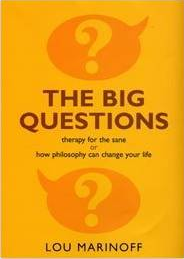 ?
THE BIG
QUESTIONS
therapy for the sane
or
how philosophy can change your life
?
LOU MARINOFF